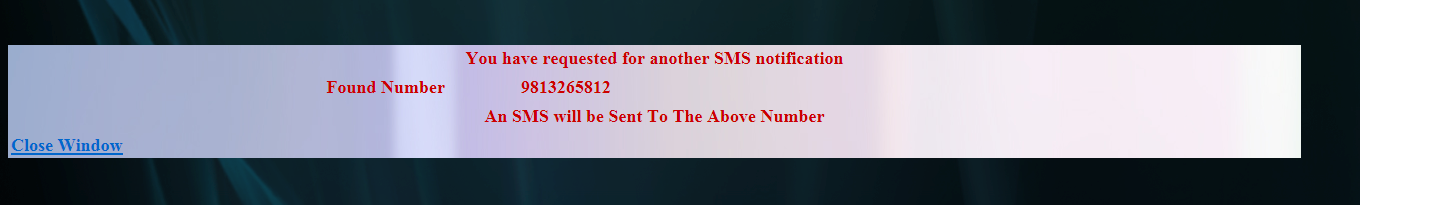 You have requested for another SMS notification
Found Number 9813265812
An SMS will be Sent To The Above Number
Close Window